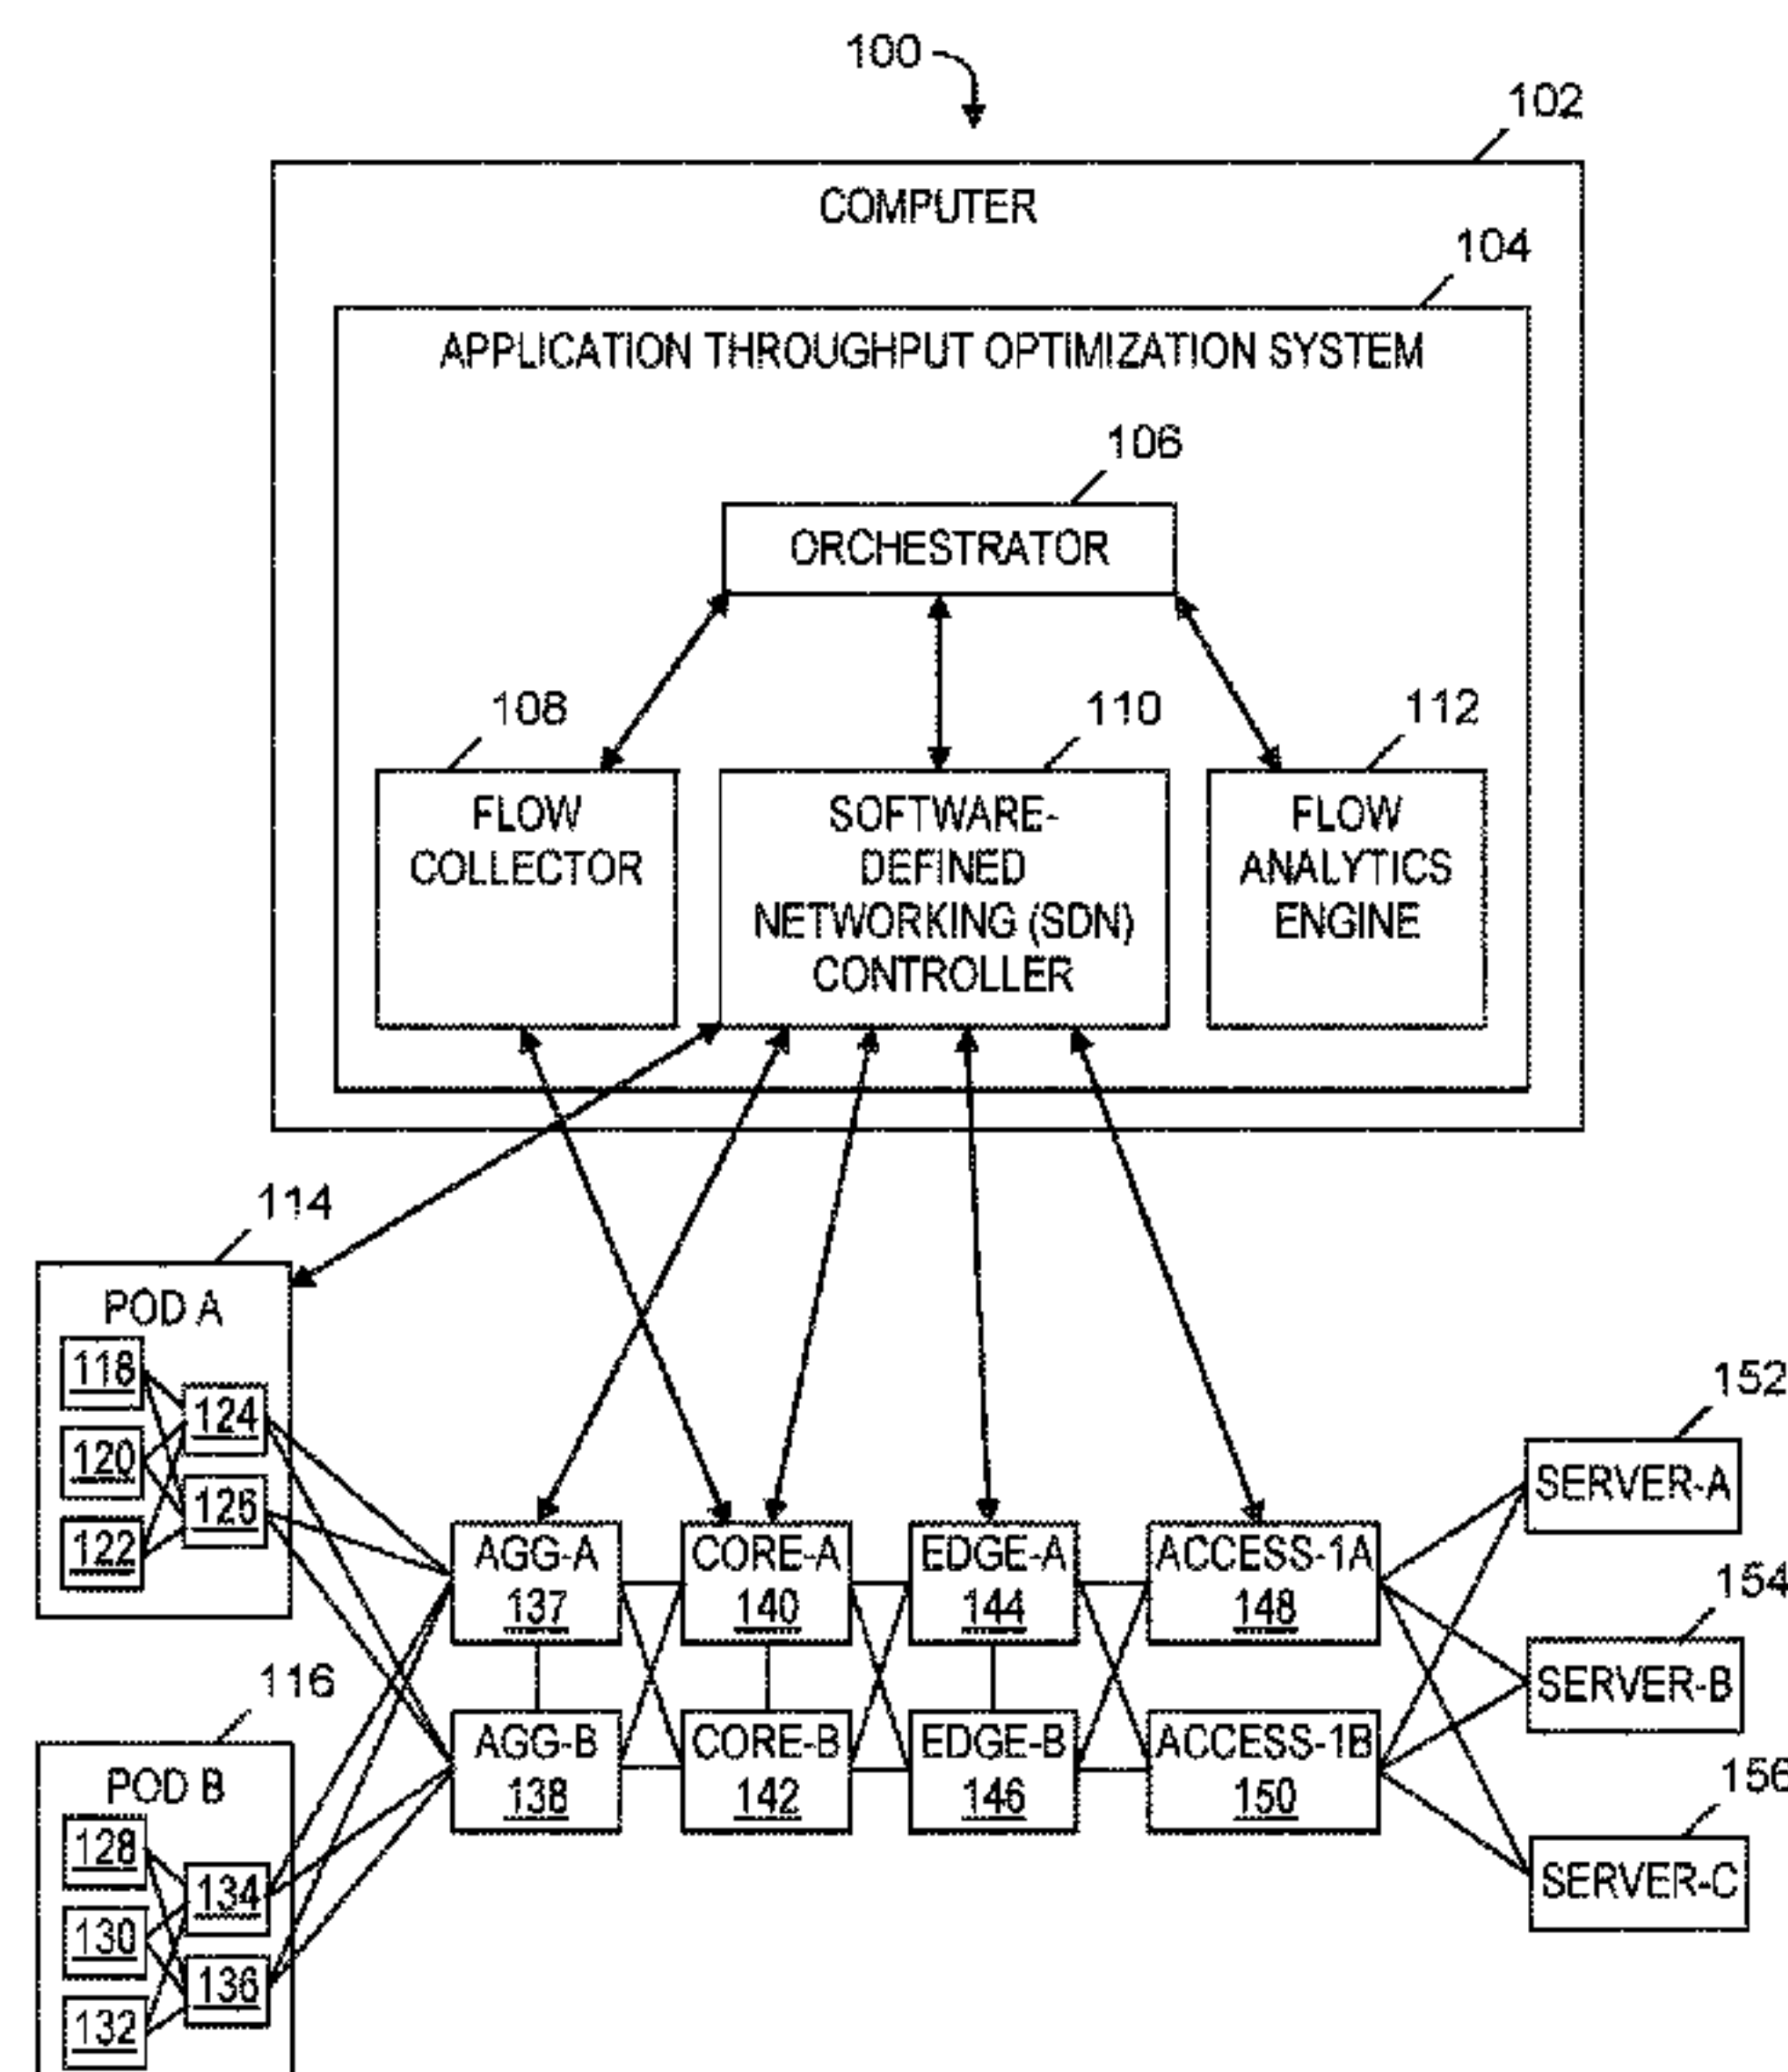 100
102
COMPUTER
104
APPLICATION THROUGHPUT OPTIMIZATION SYSTEM
106
ORCHESTRATOR
108
110
112
FLOW
COLLECTOR
SOFTWARE-
DEFINED
NETWORKING (SDN)
CONTROLLER
FLOW
ANALYTICS
ENGINE
114
POD A
118
120
122
124
126
116
POD B
128
130
132
134
136
AGG-A
137
CORE-A
140
EDGE-A
144
ACCESS-1A
148
AGG-B
138
CORE-B
142
EDGE-B
146
ACCESS-1B
150
152
SERVER-A
154
SERVER-B
156
SERVER-C